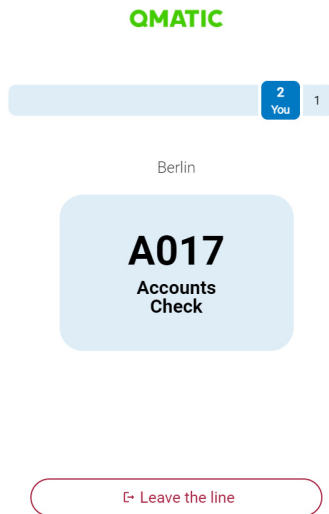 QMATIC
2
You
1
Berlin
A017
Accounts
Check
Leave the line